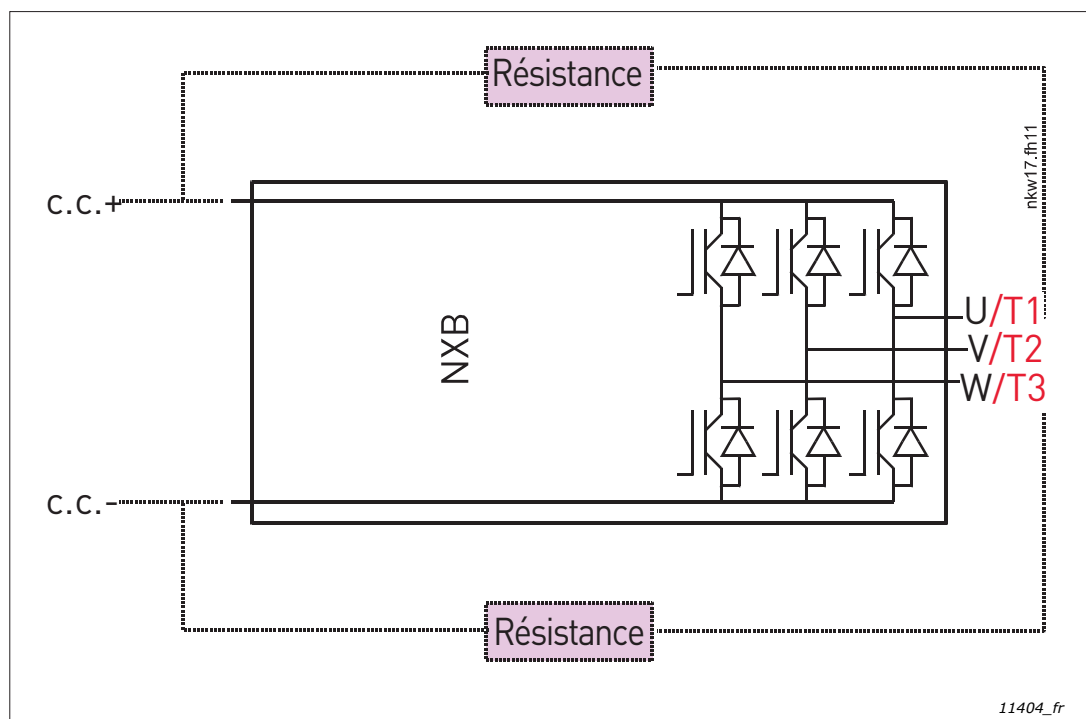 Résistance
nkw17.fh11
c.c.+
NXB
U/T1
V/T2
W/T3
c.c.-
Résistance
11404_fr